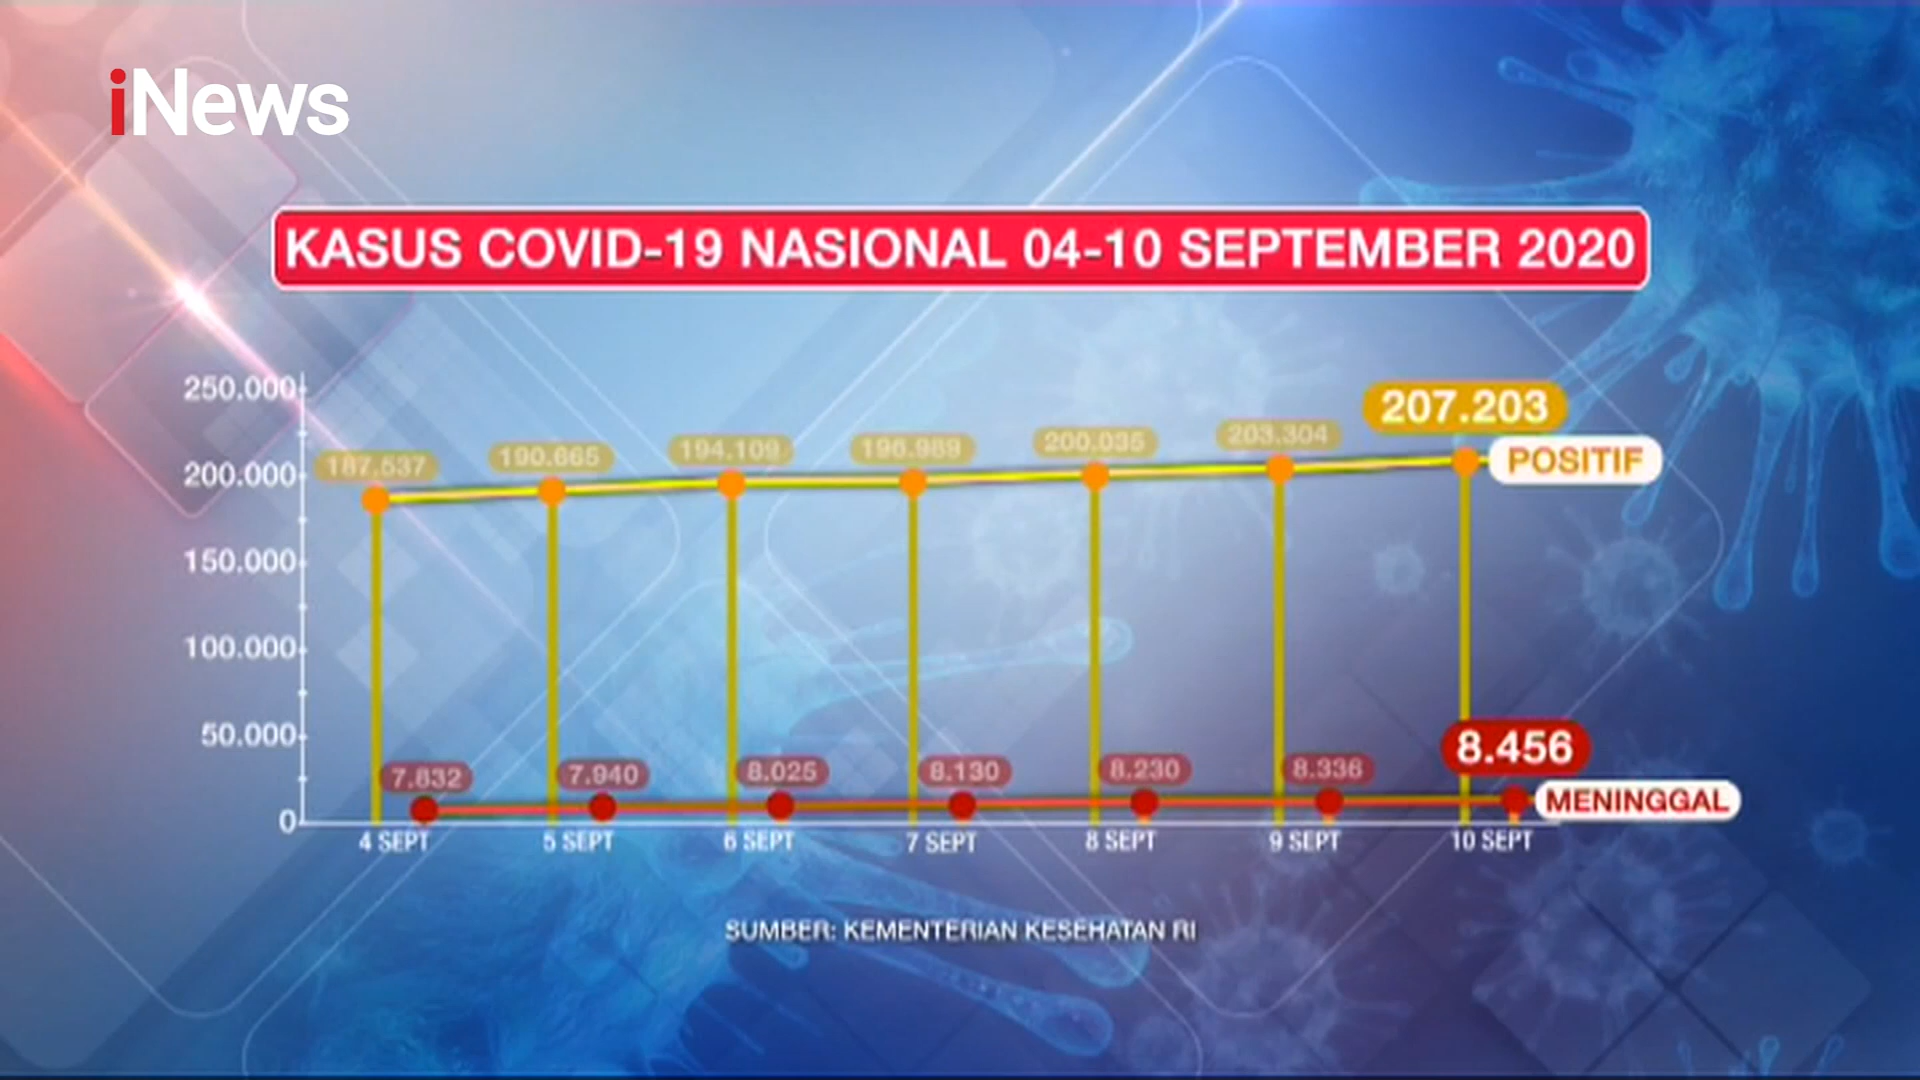 iNews
KASUS COVID-19 NASIONAL 04-10 SEPTEMBER 2020
250.000
200.000
150.000
100.000
50.000
0
187.537
190.665
194.109
196.989
200.035
203.304
207.203
POSITIF
7.832
7.940
8.025
8.130
8.230
8.336
8.456
MENINGGAL
4 SEPT
5 SEPT
6 SEPT
7 SEPT
8 SEPT
9 SEPT
10 SEPT
SUMBER: KEMENTERIAN KESEHATAN RI